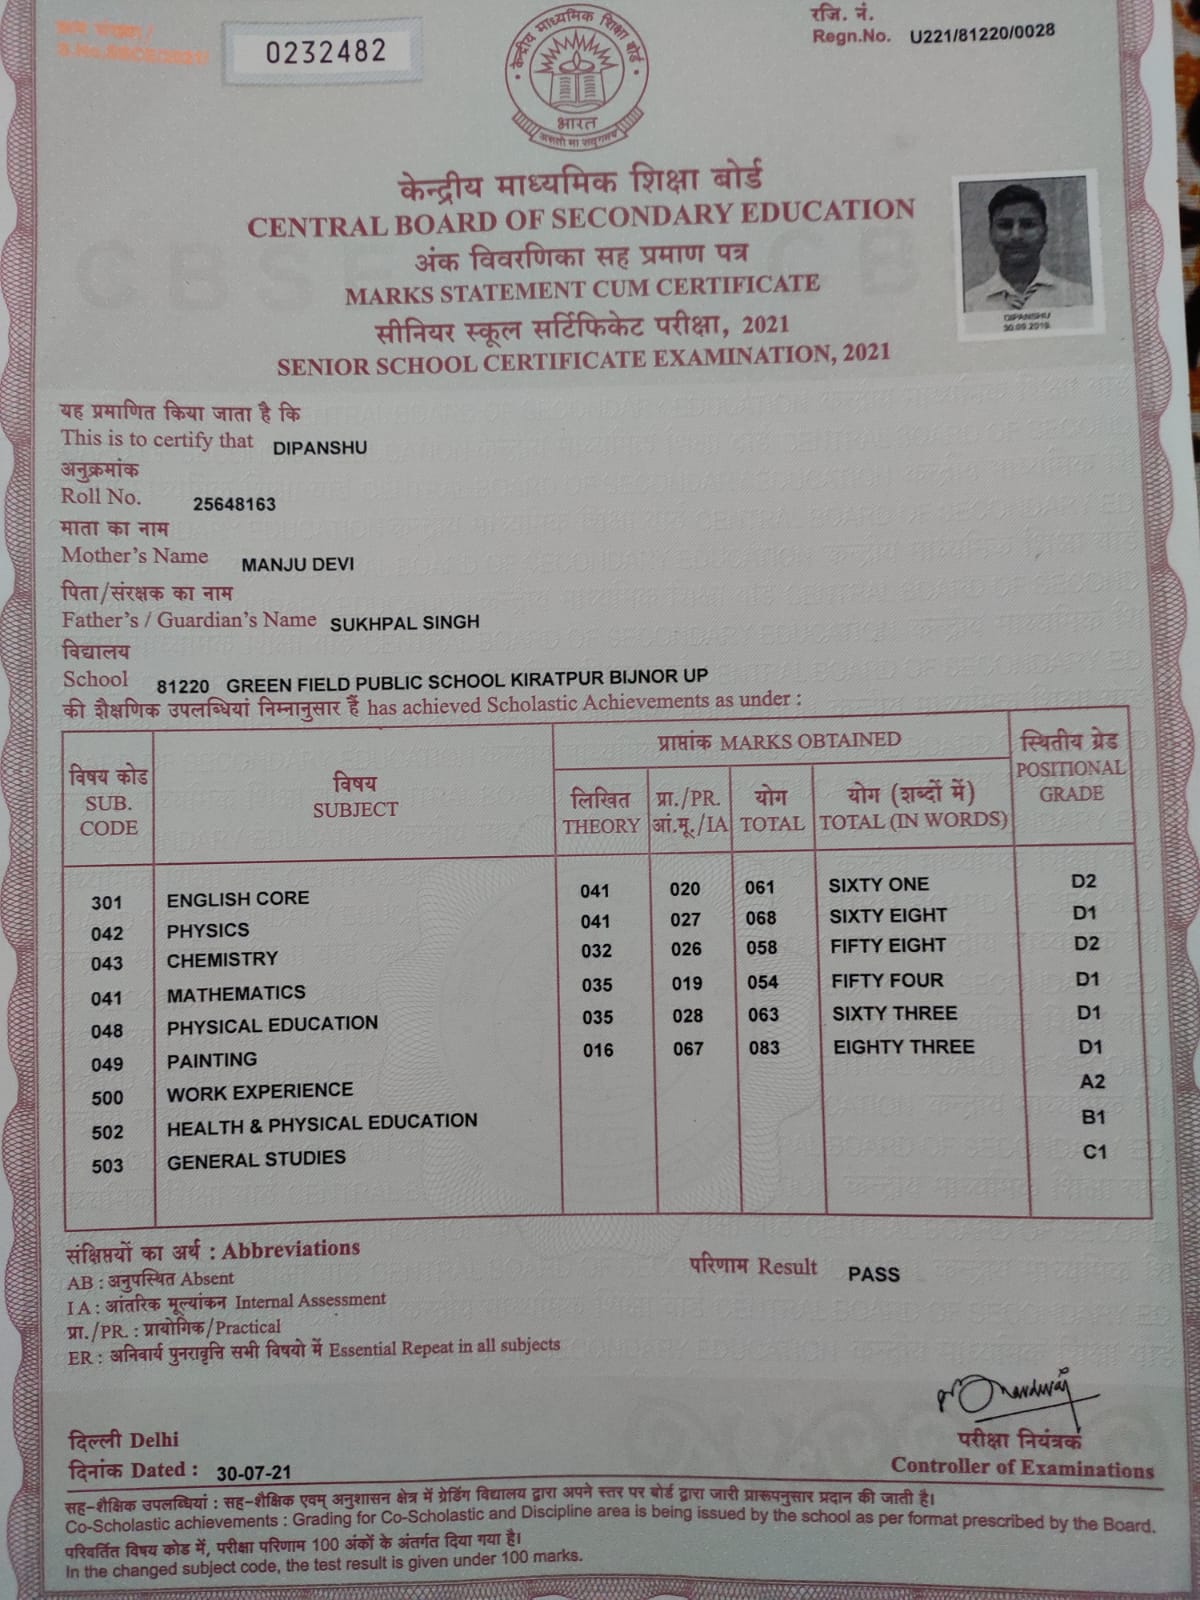 क्रम संख्या/
S.No.SSCE/2021/
0232482
रजि. नं.
Regn.No. U221/81220/0028
केन्द्रीय माध्यमिक शिक्षा बोर्ड
भारत
असतो मा सद्गमय
केन्द्रीय माध्यमिक शिक्षा बोर्ड
CENTRAL BOARD OF SECONDARY EDUCATION
अंक विवरणिका सह प्रमाण पत्र
MARKS STATEMENT CUM CERTIFICATE
सीनियर स्कूल सर्टिफिकेट परीक्षा, 2021
SENIOR SCHOOL CERTIFICATE EXAMINATION, 2021
DIPANSHU
30.09.2019
यह प्रमाणित किया जाता है कि
This is to certify that DIPANSHU
अनुक्रमांक
Roll No. 25648163
माता का नाम
Mother's Name MANJU DEVI
पिता/संरक्षक का नाम
Father's / Guardian's Name SUKHPAL SINGH
विद्यालय
School 81220 GREEN FIELD PUBLIC SCHOOL KIRATPUR BIJNOR UP
की शैक्षणिक उपलब्धियां निम्नानुसार हैं has achieved Scholastic Achievements as under :
विषय कोड SUB. CODE विषय SUBJECT प्राप्तांक MARKS OBTAINED स्थितीय ग्रेड POSITIONAL GRADE
लिखित THEORY प्रा./PR. आं.मू./IA योग TOTAL योग (शब्दों में) TOTAL (IN WORDS)
301 ENGLISH CORE 041 020 061 SIXTY ONE D2
042 PHYSICS 041 027 068 SIXTY EIGHT D1
043 CHEMISTRY 032 026 058 FIFTY EIGHT D2
041 MATHEMATICS 035 019 054 FIFTY FOUR D1
048 PHYSICAL EDUCATION 035 028 063 SIXTY THREE D1
049 PAINTING 016 067 083 EIGHTY THREE D1
500 WORK EXPERIENCE A2
502 HEALTH & PHYSICAL EDUCATION B1
503 GENERAL STUDIES C1
संक्षिप्तियों का अर्थ : Abbreviations
AB : अनुपस्थित Absent
I A : आंतरिक मूल्यांकन Internal Assessment
प्रा./PR. : प्रायोगिक/Practical
ER : अनिवार्य पुनरावृत्ति सभी विषयो में Essential Repeat in all subjects
परिणाम Result PASS
दिल्ली Delhi
दिनांक Dated : 30-07-21
परीक्षा नियंत्रक
Controller of Examinations
सह-शैक्षिक उपलब्धियां : सह-शैक्षिक एवम् अनुशासन क्षेत्र में ग्रेडिंग विद्यालय द्वारा अपने स्तर पर बोर्ड द्वारा जारी प्रारूपनुसार प्रदान की जाती है।
Co-Scholastic achievements : Grading for Co-Scholastic and Discipline area is being issued by the school as per format prescribed by the Board.
परिवर्तित विषय कोड में, परीक्षा परिणाम 100 अंकों के अंतर्गत दिया गया है।
In the changed subject code, the test result is given under 100 marks.